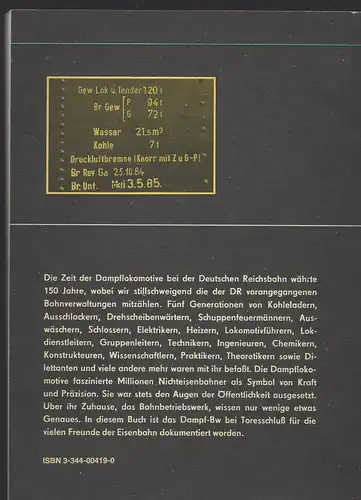 Gew Lok u. Tender 120 t
Br Gew P 94 t
G 72 t
Wasser 21,5 m³
Kohle 7 t
Druckluftbremse (Knorr mit Z u G-P)
Br Rev Ga 25.10.84
Br. Unt. Mkti 3.5.85.
Die Zeit der Dampflokomotive bei der Deutschen Reichsbahn währte
150 Jahre, wobei wir stillschweigend die der DR vorangegangenen
Bahnverwaltungen mitzählen. Fünf Generationen von Kohleladern,
Ausschlackern, Drehscheibenwärtern, Schuppenfeuermännern, Aus-
wäschern, Schlossern, Elektrikern, Heizern, Lokomotivführern, Lok-
dienstleitern, Gruppenleitern, Technikern, Ingenieuren, Chemikern,
Konstrukteuren, Wissenschaftlern, Praktikern, Theoretikern sowie Di-
lettanten und viele andere mehr waren mit ihr befaßt. Die Dampfloko-
motive faszinierte Millionen Nichteisenbahner als Symbol von Kraft
und Präzision. Sie war stets den Augen der Öffentlichkeit ausgesetzt.
Über ihr Zuhause, das Bahnbetriebswerk, wissen nur wenige etwas
Genaues. In diesem Buch ist das Dampf-Bw bei Toresschluß für die
vielen Freunde der Eisenbahn dokumentiert worden.
ISBN 3-344-00419-0